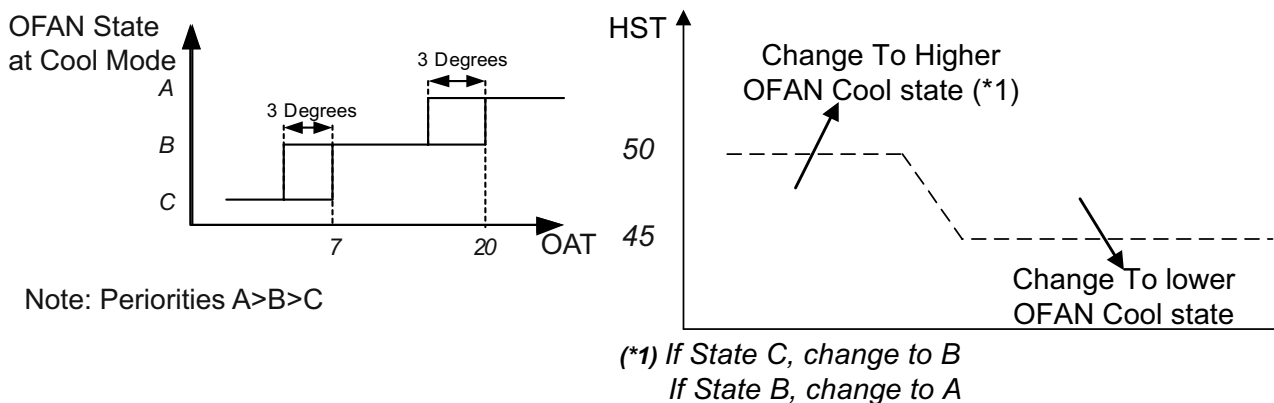 OFAN State
at Cool Mode
3 Degrees
A
3 Degrees
B
C
7
20
OAT
Note: Periorities A>B>C
HST
Change To Higher
OFAN Cool state (*1)
50
45
Change To lower
OFAN Cool state
(*1) If State C, change to B
If State B, change to A